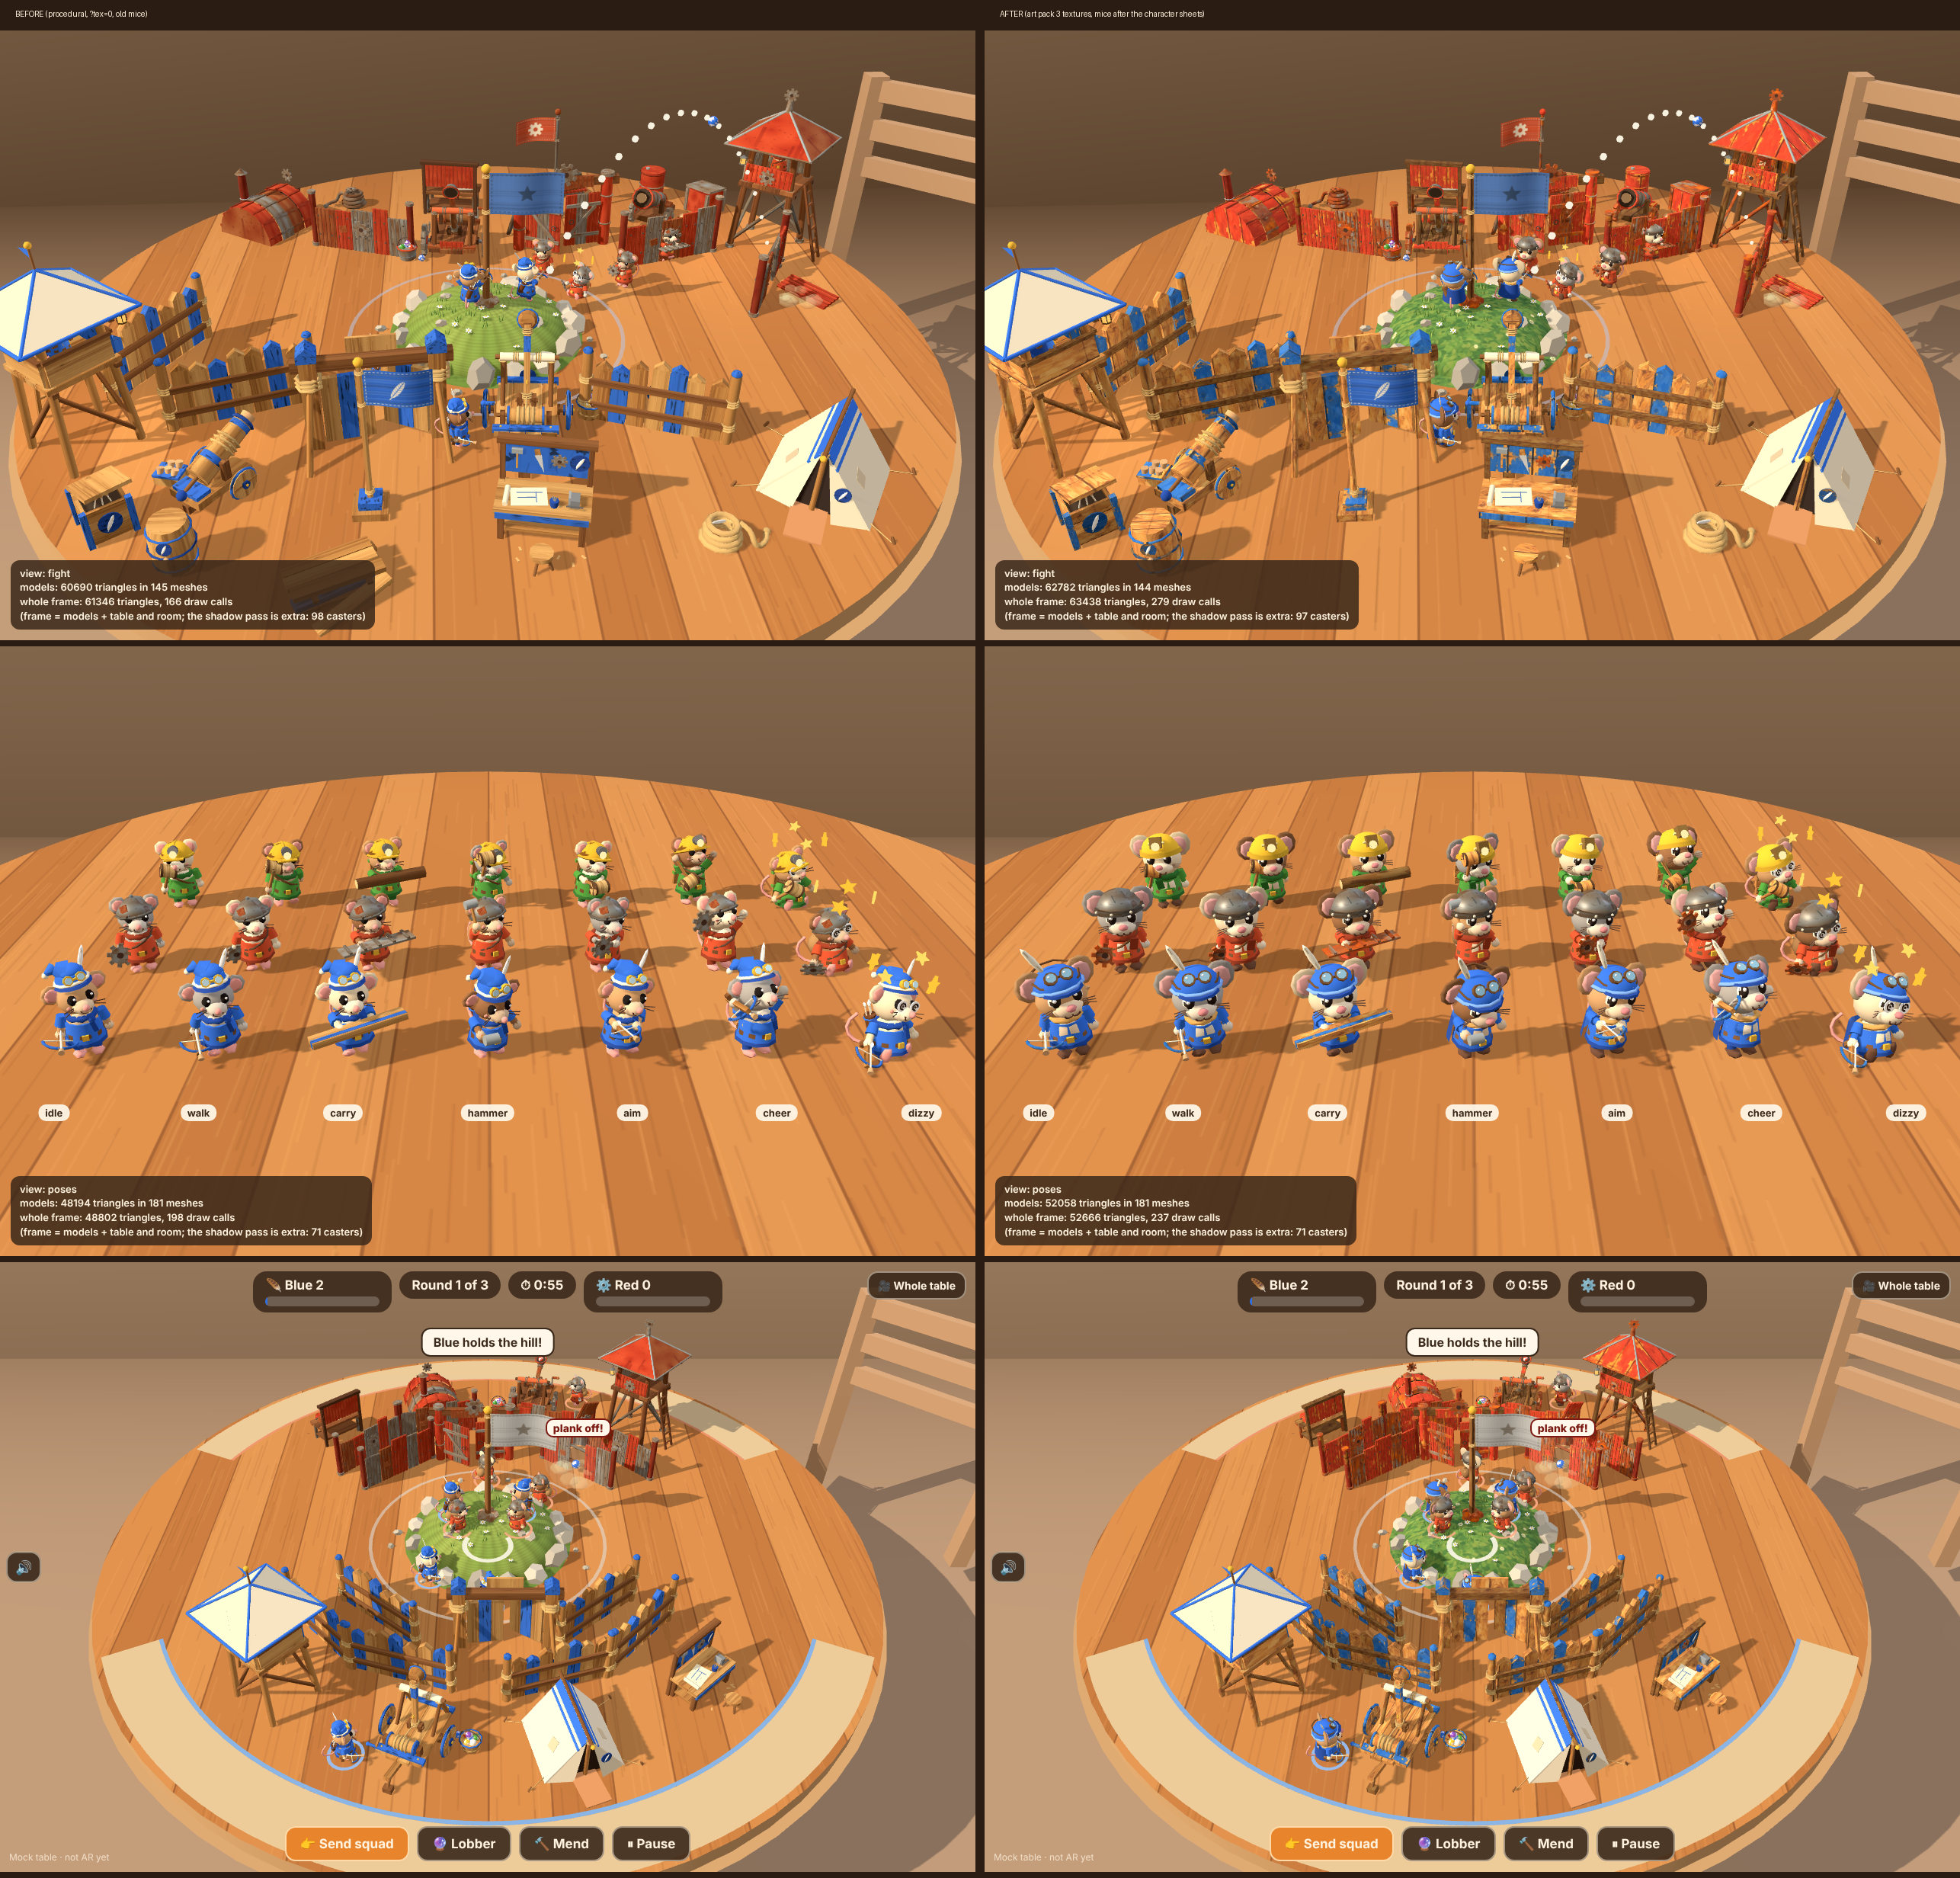 BEFORE (procedural, ?tex=0, old mice)
AFTER (art pack 3 textures, mice after the character sheets)
view: fight
models: 60690 triangles in 145 meshes
whole frame: 61346 triangles, 166 draw calls
(frame = models + table and room; the shadow pass is extra: 98 casters)
view: fight
models: 62782 triangles in 144 meshes
whole frame: 63438 triangles, 279 draw calls
(frame = models + table and room; the shadow pass is extra: 97 casters)
idle
walk
carry
hammer
aim
cheer
dizzy
view: poses
models: 48194 triangles in 181 meshes
whole frame: 48802 triangles, 198 draw calls
(frame = models + table and room; the shadow pass is extra: 71 casters)
idle
walk
carry
hammer
aim
cheer
dizzy
view: poses
models: 52058 triangles in 181 meshes
whole frame: 52666 triangles, 237 draw calls
(frame = models + table and room; the shadow pass is extra: 71 casters)
Blue 2
Round 1 of 3
0:55
Red 0
Whole table
Blue holds the hill!
plank off!
Send squad
Lobber
Mend
Pause
Mock table · not AR yet
Blue 2
Round 1 of 3
0:55
Red 0
Whole table
Blue holds the hill!
plank off!
Send squad
Lobber
Mend
Pause
Mock table · not AR yet